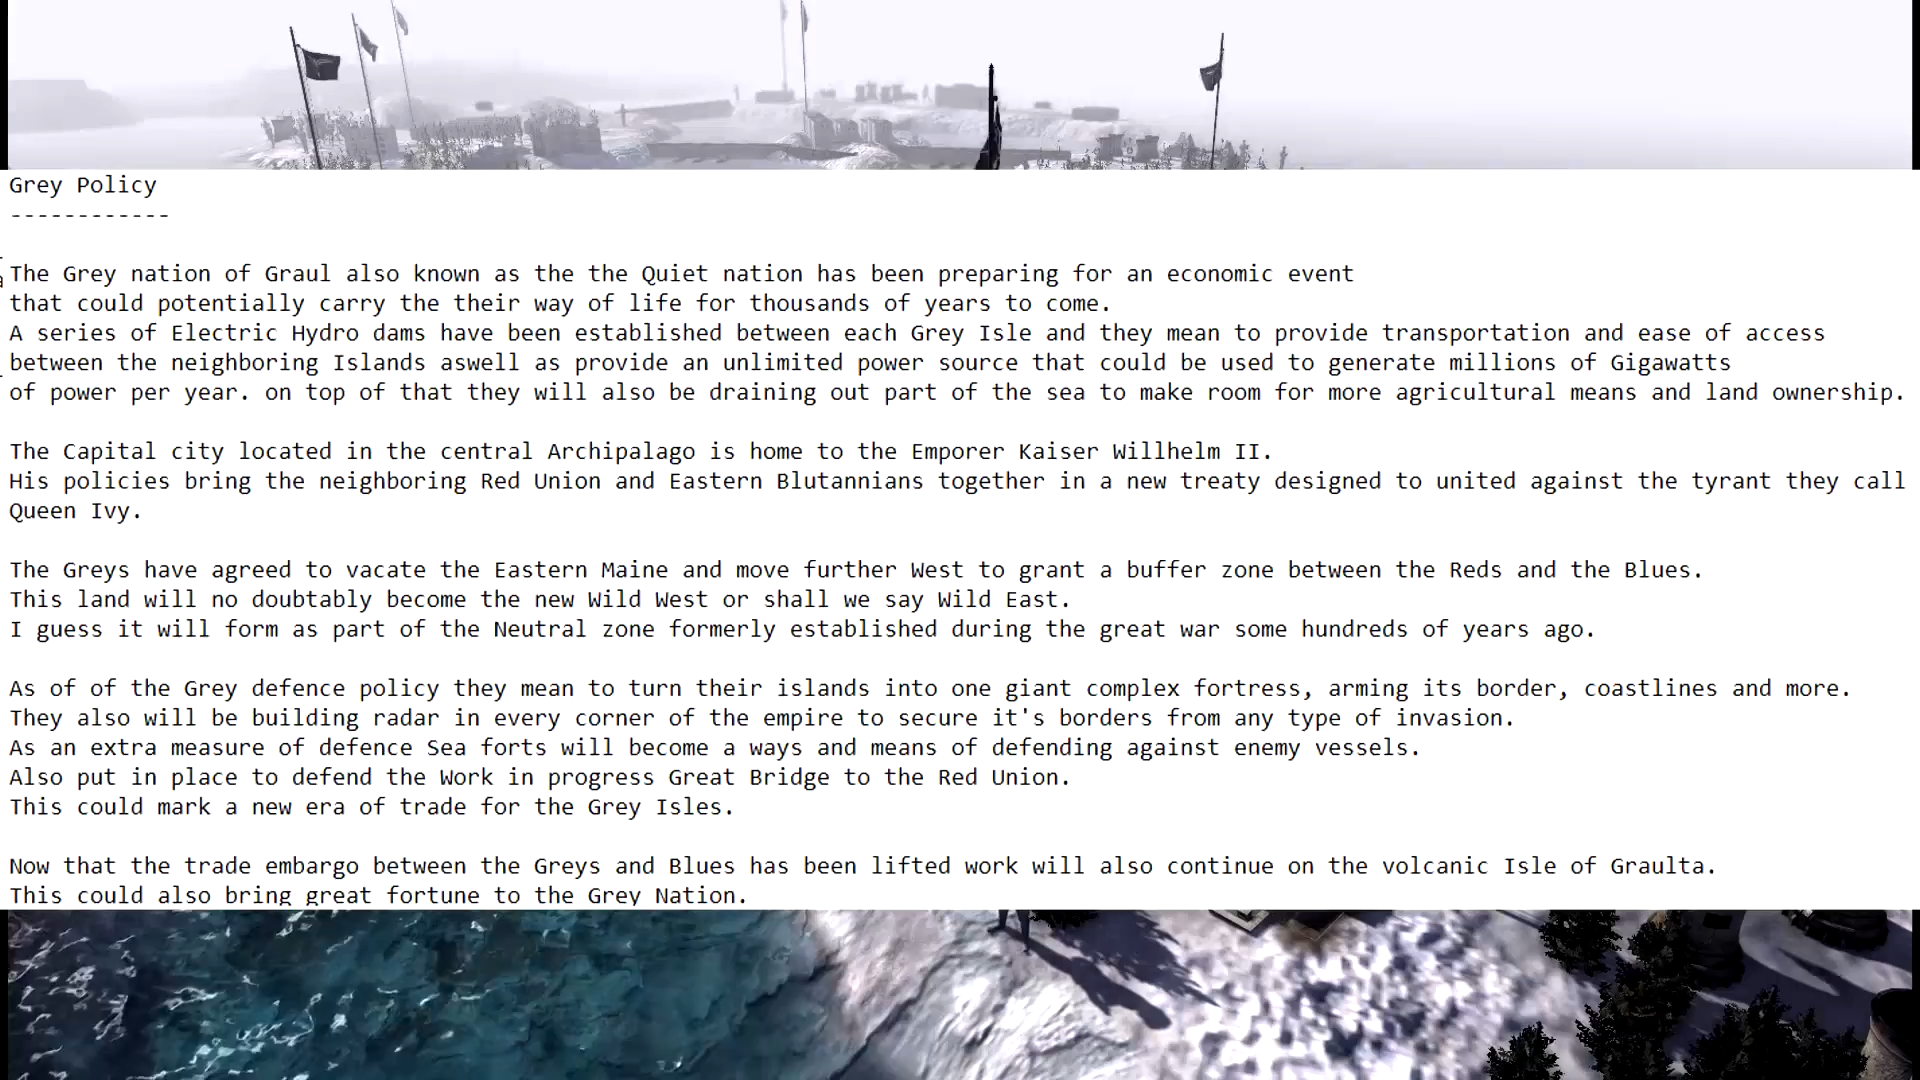 Grey Policy
------------
The Grey nation of Graul also known as the the Quiet nation has been preparing for an economic event
that could potentially carry the their way of life for thousands of years to come.
A series of Electric Hydro dams have been established between each Grey Isle and they mean to provide transportation and ease of access
between the neighboring Islands aswell as provide an unlimited power source that could be used to generate millions of Gigawatts
of power per year. on top of that they will also be draining out part of the sea to make room for more agricultural means and land ownership.
The Capital city located in the central Archipalago is home to the Emporer Kaiser Willhelm II.
His policies bring the neighboring Red Union and Eastern Blutannians together in a new treaty designed to united against the tyrant they call
Queen Ivy.
The Greys have agreed to vacate the Eastern Maine and move further West to grant a buffer zone between the Reds and the Blues.
This land will no doubtably become the new Wild West or shall we say Wild East.
I guess it will form as part of the Neutral zone formerly established during the great war some hundreds of years ago.
As of of the Grey defence policy they mean to turn their islands into one giant complex fortress, arming its border, coastlines and more.
They also will be building radar in every corner of the empire to secure it's borders from any type of invasion.
As an extra measure of defence Sea forts will become a ways and means of defending against enemy vessels.
Also put in place to defend the Work in progress Great Bridge to the Red Union.
This could mark a new era of trade for the Grey Isles.
Now that the trade embargo between the Greys and Blues has been lifted work will also continue on the volcanic Isle of Graulta.
This could also bring great fortune to the Grey Nation.